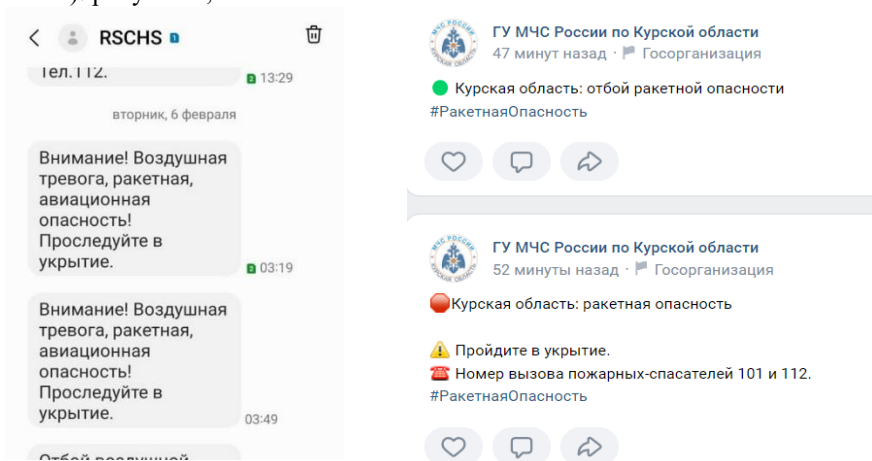 RSCHS
Тел.112.
13:29
вторник, 6 февраля
Внимание! Воздушная
тревога, ракетная,
авиационная
опасность!
Проследуйте в
укрытие.
03:19
Внимание! Воздушная
тревога, ракетная,
авиационная
опасность!
Проследуйте в
укрытие.
03:49
Отбой воздушной
ГУ МЧС России по Курской области
47 минут назад · Госорганизация
Курская область: отбой ракетной опасности
#РакетнаяОпасность
ГУ МЧС России по Курской области
52 минуты назад · Госорганизация
Курская область: ракетная опасность
Пройдите в укрытие.
Номер вызова пожарных-спасателей 101 и 112.
#РакетнаяОпасность